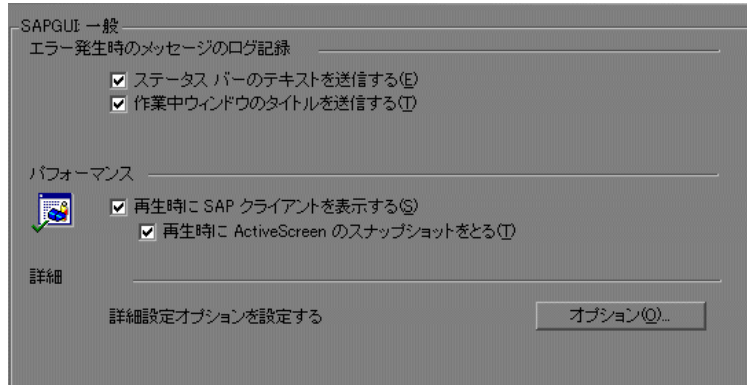 SAPGUI: 一般
エラー発生時のメッセージのログ記録
ステータス バーのテキストを送信する(E)
作業中ウィンドウのタイトルを送信する(T)
パフォーマンス
再生時に SAP クライアントを表示する(S)
再生時に ActiveScreen のスナップショットをとる(T)
詳細
詳細設定オプションを設定する
オプション(O)...